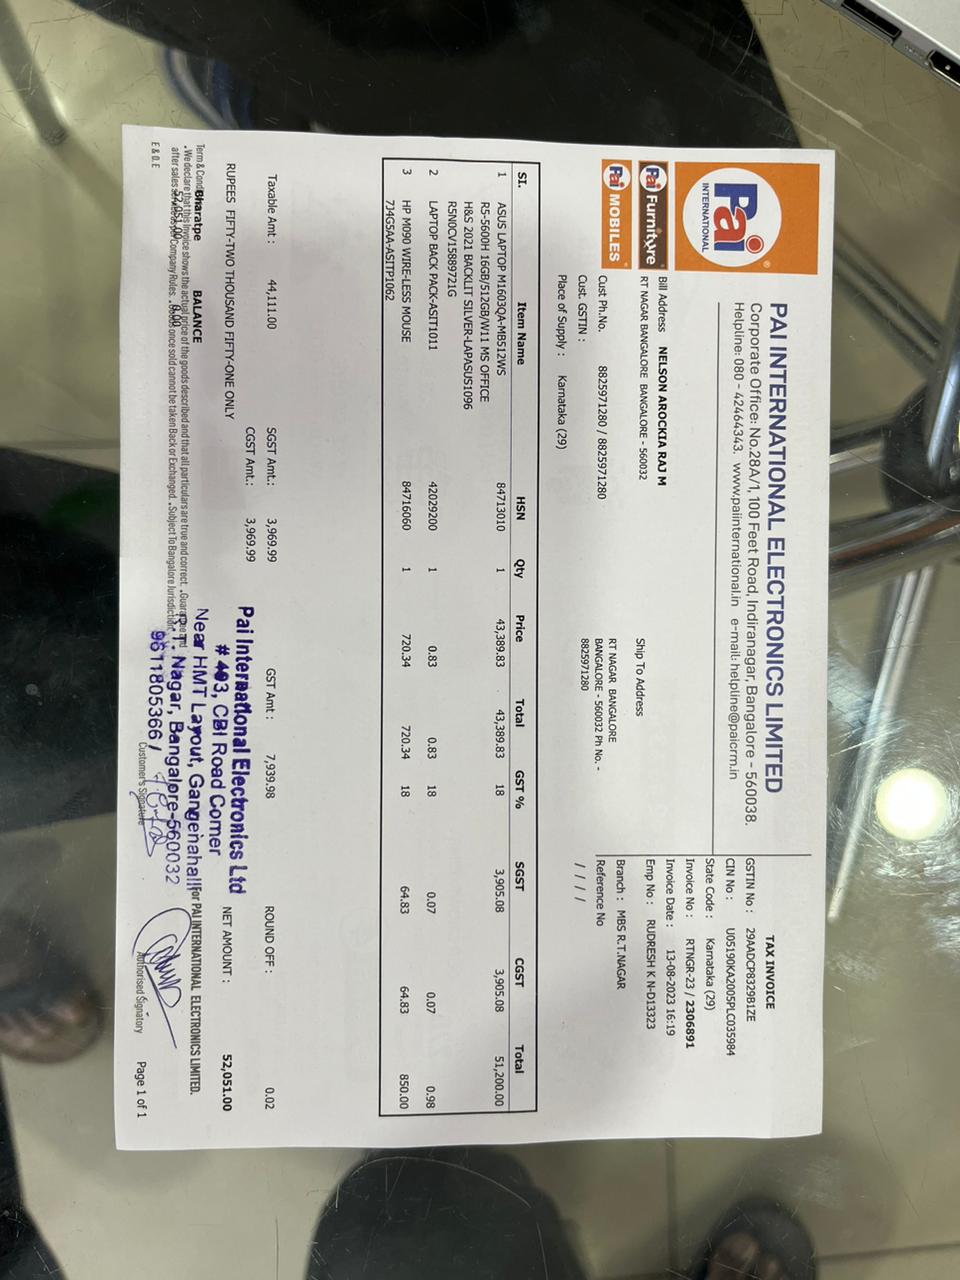 Pai
INTERNATIONAL
Pai Furniture
Pai MOBILES
PAI INTERNATIONAL ELECTRONICS LIMITED
Corporate Office: No.28A/1, 100 Feet Road, Indiranagar, Bangalore - 560038.
Helpline: 080 - 42464343. www.paiinternational.in e-mail: helpline@paicrm.in
TAX INVOICE
GSTIN No : 29AADCP8329B1ZE
CIN No : U05190KA2005PLC035984
State Code : Karnataka (29)
Invoice No : RTNGR-23 / 2306891
Invoice Date : 13-08-2023 16:19
Emp No : RUDRESH K N-D13323
Branch : MBS R.T.NAGAR
Reference No
/ / / /
Bill Address NELSON AROCKIA RAJ M
RT NAGAR BANGALORE BANGALORE - 560032
Cust Ph.No. 8825971280 / 8825971280
Cust. GSTIN :
Place of Supply : Karnataka (29)
Ship To Address
RT NAGAR BANGALORE
BANGALORE - 560032 Ph No. -
8825971280
SI. Item Name HSN Qty Price Total GST % SGST CGST Total
1 ASUS LAPTOP M1603QA-MB512WS 84713010 1 43,389.83 43,389.83 18 3,905.08 3,905.08 51,200.00
R5-5600H 16GB/512GB/W11 MS OFFICE
H&S 2021 BACKLIT SILVER-LAPASUS1096
R5N0CV15889721G
2 LAPTOP BACK PACK-ASIT1011 42029200 1 0.83 0.83 18 0.07 0.07 0.98
3 HP M090 WIRE-LESS MOUSE 84716060 1 720.34 720.34 18 64.83 64.83 850.00
7J4G5AA-ASITP1062
Taxable Amt : 44,111.00 SGST Amt.: 3,969.99 GST Amt : 7,939.98 ROUND OFF : 0.02
CGST Amt.: 3,969.99
RUPEES FIFTY-TWO THOUSAND FIFTY-ONE ONLY NET AMOUNT : 52,051.00
Bharatpe BALANCE
52,051.00 0.00
Term & Cond
.We declare that this Invoice shows the actual price of the goods described and that all particulars are true and correct.
after sales service as per Company Rules. .Goods once sold cannot be taken Back or Exchanged. .Subject To Bangalore Jurisdiction
E & O.E
Pai International Electronics Ltd
# 493, CBI Road Corner
Near HMT Layout, Gangenahalli
R.T. Nagar, Bangalore-560032
9611805366 /
Customer's Signature
For PAI INTERNATIONAL ELECTRONICS LIMITED.
Authorised Signatory
Page 1 of 1